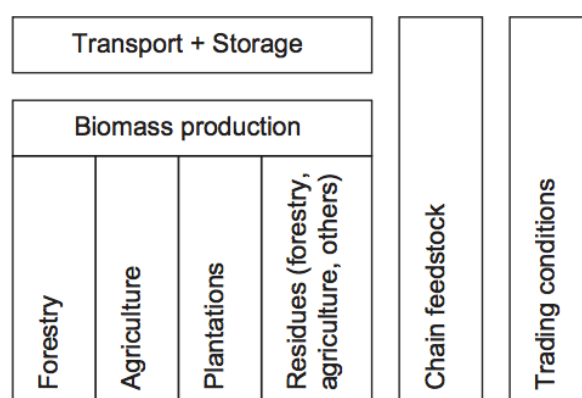 Transport + Storage
Biomass production
Forestry
Agriculture
Plantations
Residues (forestry,
agriculture, others)
Chain feedstock
Trading conditions